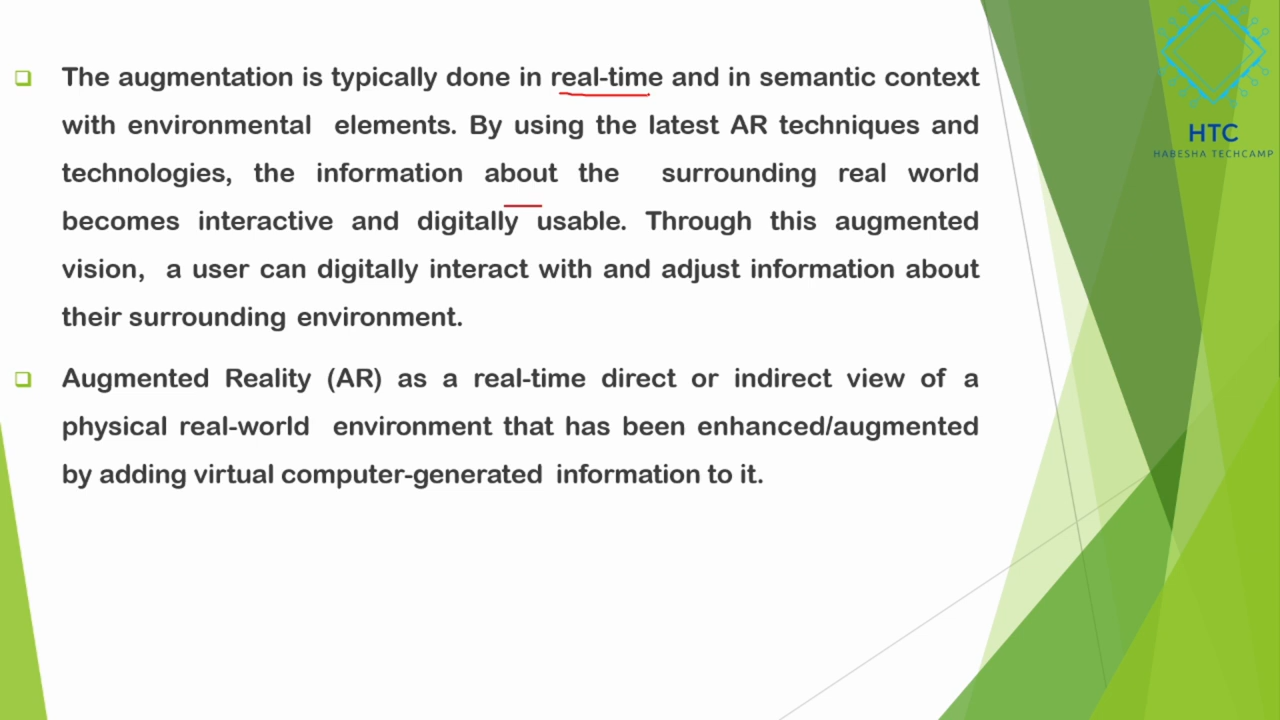 The augmentation is typically done in real-time and in semantic context
with environmental elements. By using the latest AR techniques and
technologies, the information about the surrounding real world
becomes interactive and digitally usable. Through this augmented
vision, a user can digitally interact with and adjust information about
their surrounding environment.
Augmented Reality (AR) as a real-time direct or indirect view of a
physical real-world environment that has been enhanced/augmented
by adding virtual computer-generated information to it.
HTC
HABESHA TECHCAMP